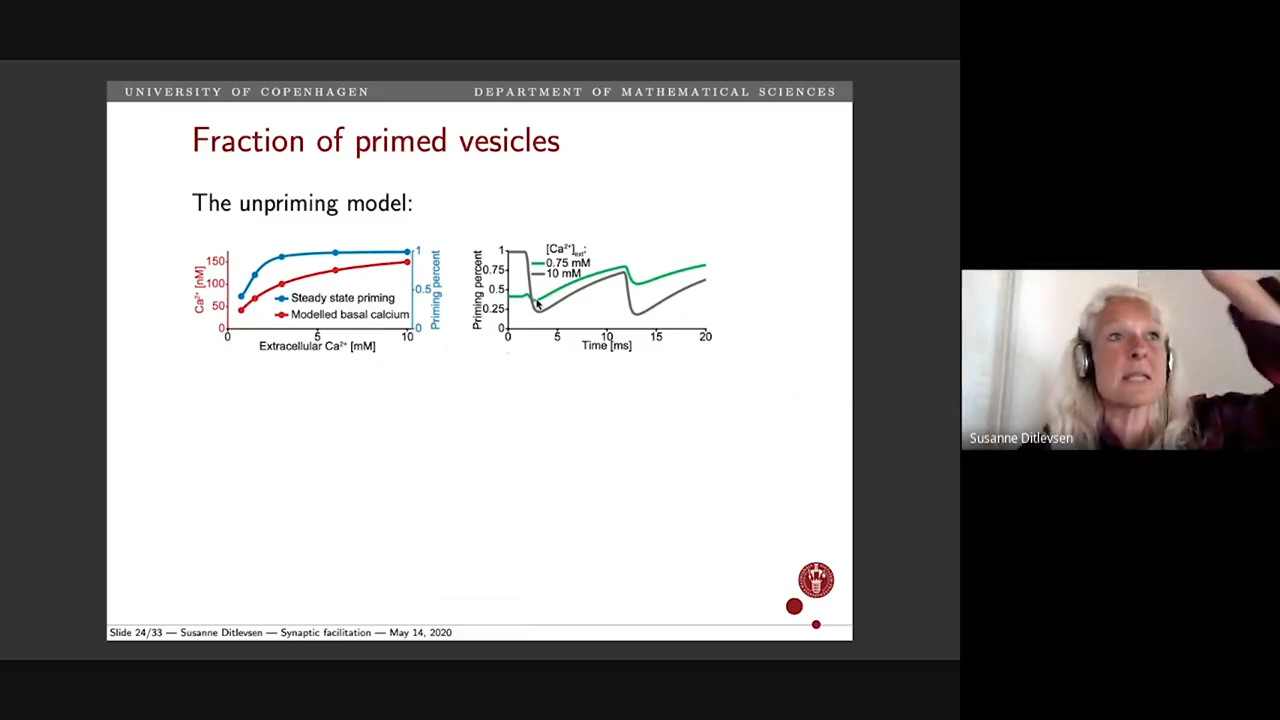 UNIVERSITY OF COPENHAGEN
DEPARTMENT OF MATHEMATICAL SCIENCES
Fraction of primed vesicles
The unpriming model:
Ca²⁺ [nM]
150
100
50
0
Steady state priming
Modelled basal calcium
1
0.5
0
Priming percent
0
5
10
Extracellular Ca²⁺ [mM]
Priming percent
1
0.75
0.5
0.25
0
[Ca²⁺]ext:
0.75 mM
10 mM
0
5
10
15
20
Time [ms]
Slide 24/33 — Susanne Ditlevsen — Synaptic facilitation — May 14, 2020
Susanne Ditlevsen